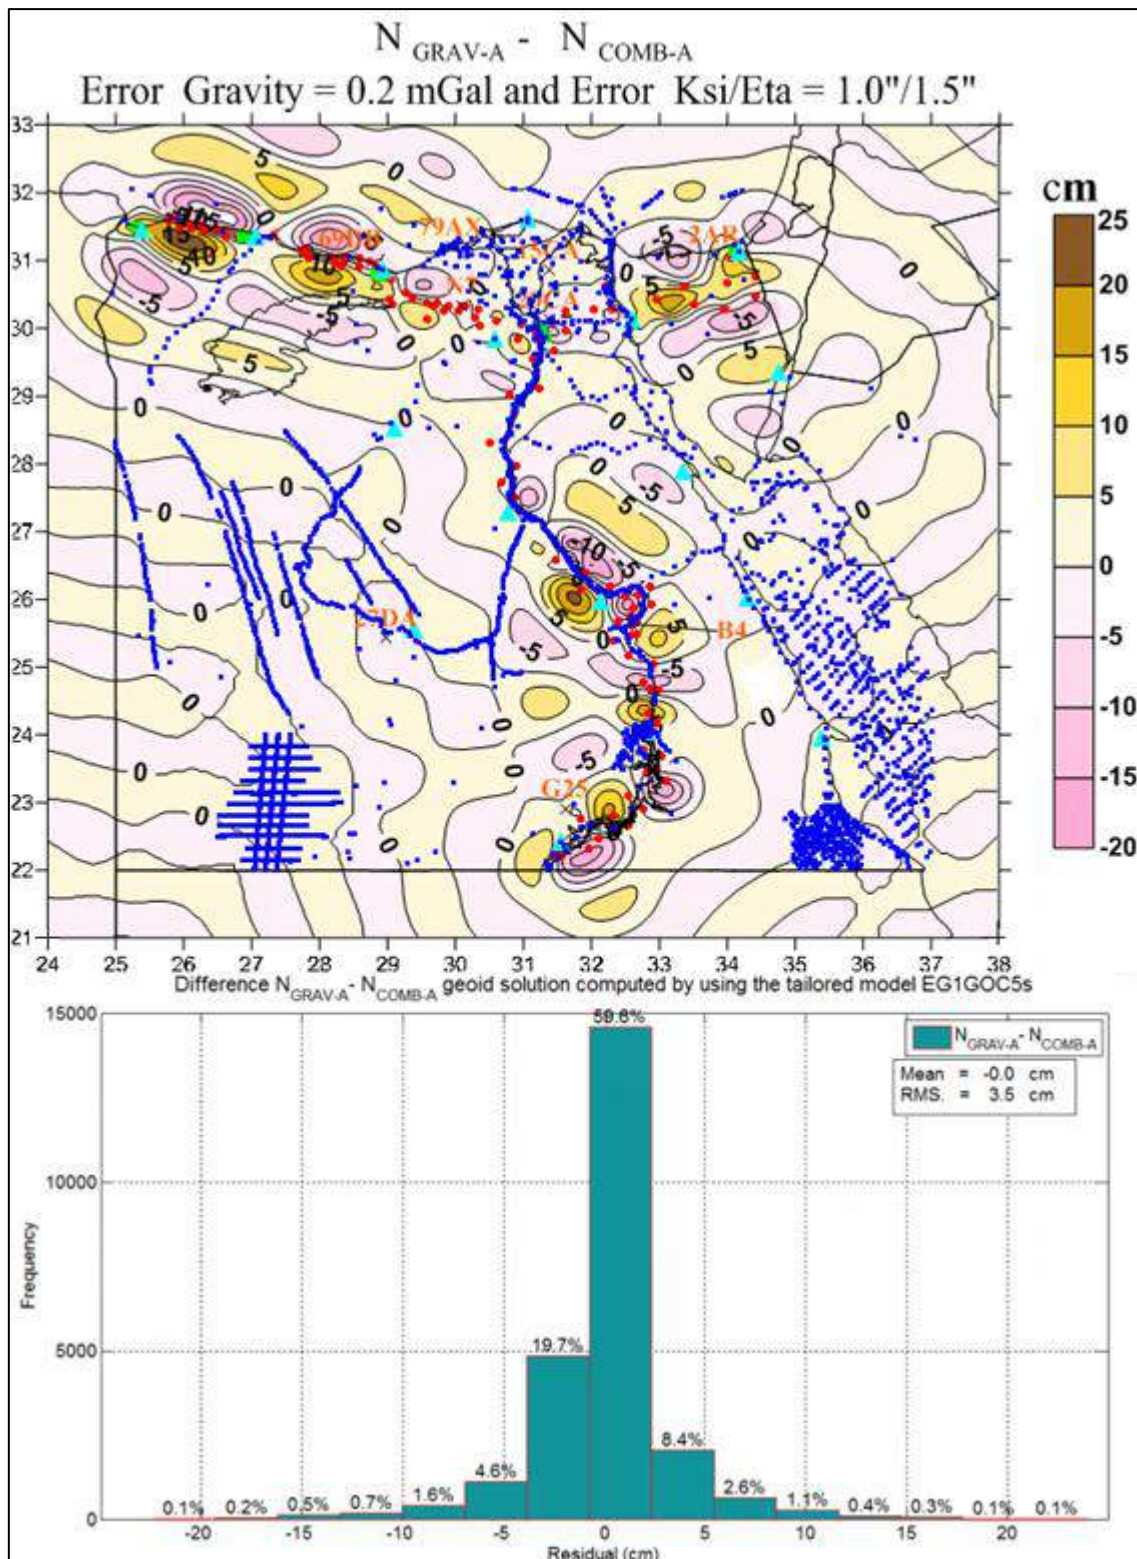 N GRAV-A - N COMB-A
Error Gravity = 0.2 mGal and Error Ksi/Eta = 1.0"/1.5"
cm
33
32
31
30
29
28
27
26
25
24
23
22
21
24 25 26 27 28 29 30 31 32 33 34 35 36 37 38
25
20
15
10
5
0
-5
-10
-15
-20
79AX
2AR
27DA
B4
G25
Difference N GRAV-A - N COMB-A geoid solution computed by using the tailored model EG1GOC5s
15000
10000
5000
0
Frequency
N GRAV-A - N COMB-A
Mean = -0.0 cm
RMS. = 3.5 cm
0.1% 0.2% 0.5% 0.7% 1.6% 4.6% 19.7% 59.6% 8.4% 2.6% 1.1% 0.4% 0.3% 0.1% 0.1%
-20 -15 -10 -5 0 5 10 15 20
Residual (cm)